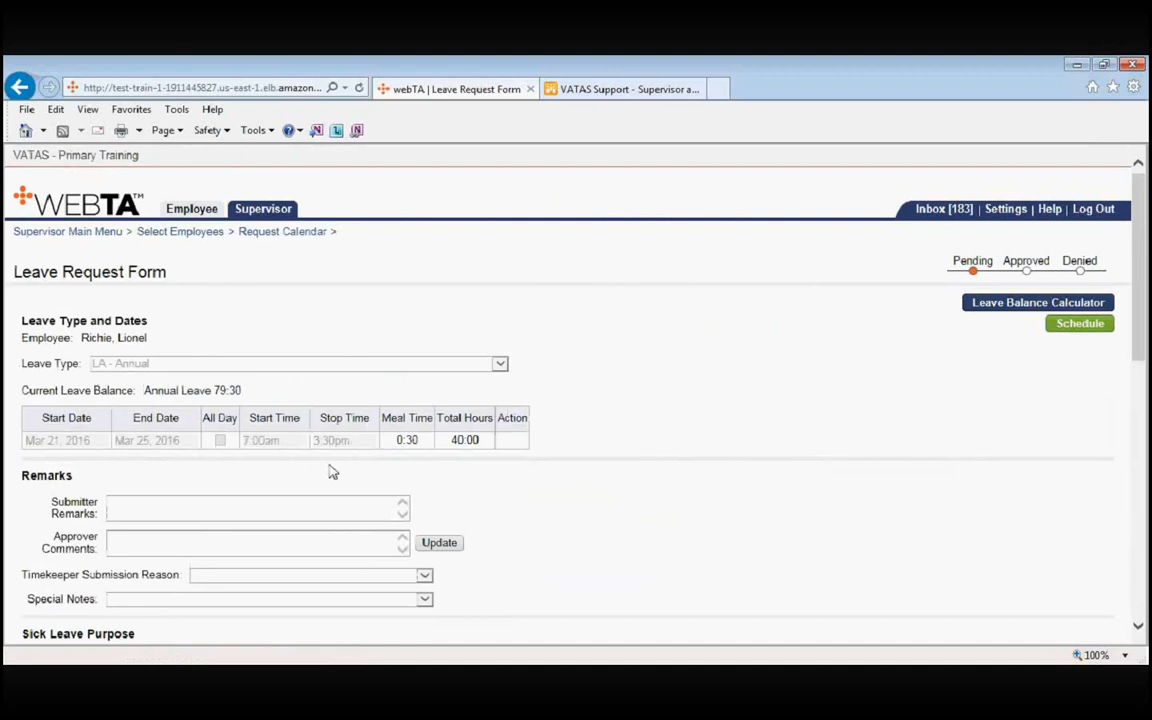 http://test-train-1-1911445827.us-east-1.elb.amazon...
webTA | Leave Request Form
VATAS Support - Supervisor a...
File Edit View Favorites Tools Help
Page Safety Tools
VATAS - Primary Training
WEBTA™ Employee Supervisor Inbox [183] | Settings | Help | Log Out
Supervisor Main Menu > Select Employees > Request Calendar >
Pending Approved Denied
Leave Request Form
Leave Balance Calculator
Schedule
Leave Type and Dates
Employee: Richie, Lionel
Leave Type: LA - Annual
Current Leave Balance: Annual Leave 79:30
Start Date End Date All Day Start Time Stop Time Meal Time Total Hours Action
Mar 21, 2016 Mar 25, 2016 7:00am 3:30pm 0:30 40:00
Remarks
Submitter
Remarks:
Approver
Comments: Update
Timekeeper Submission Reason:
Special Notes:
Sick Leave Purpose
100%